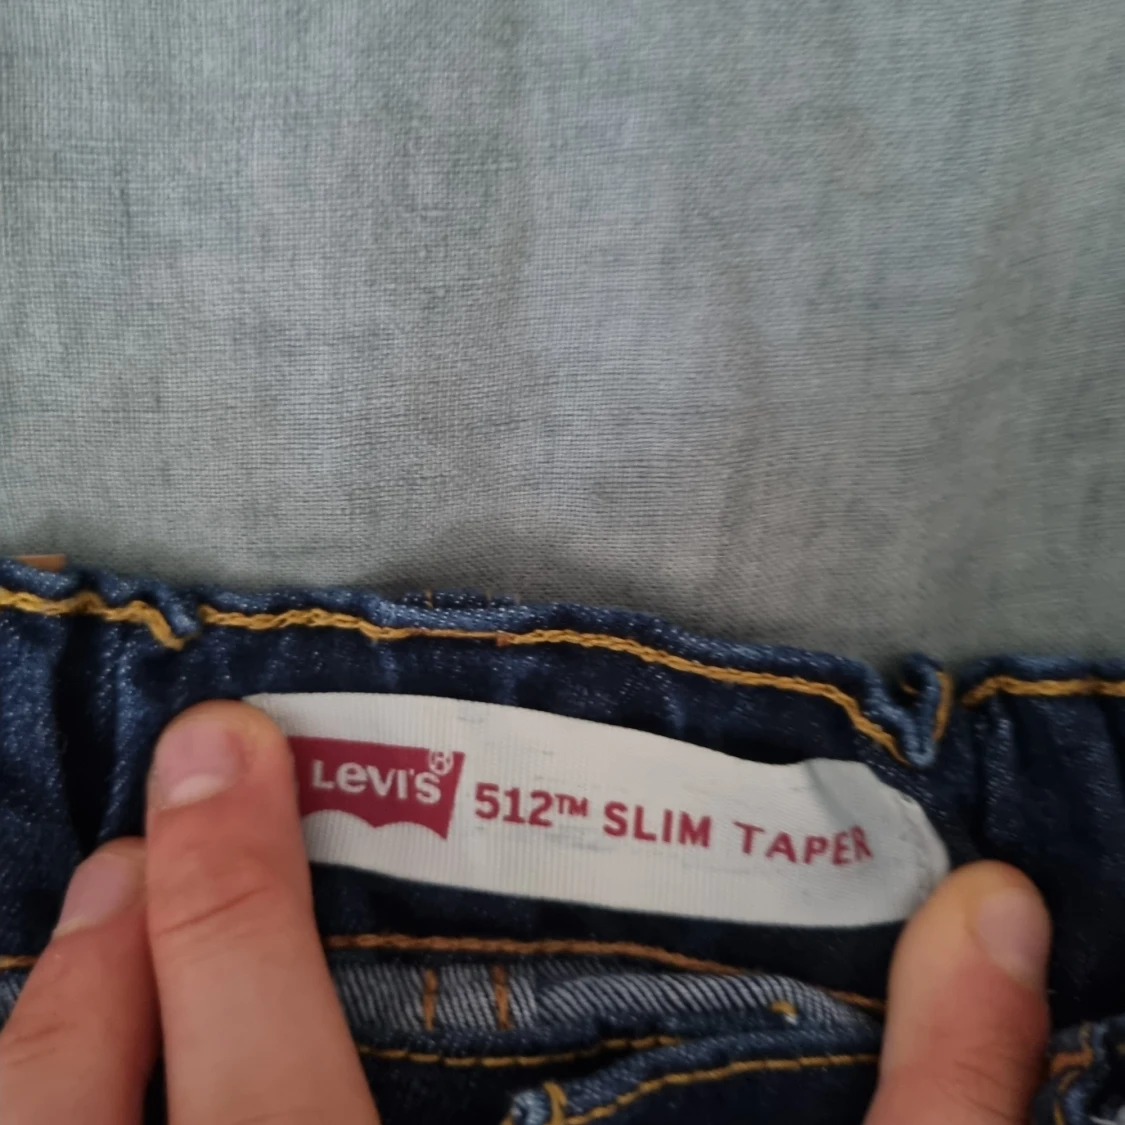 LEVI'S® 512™ SLIM TAPER